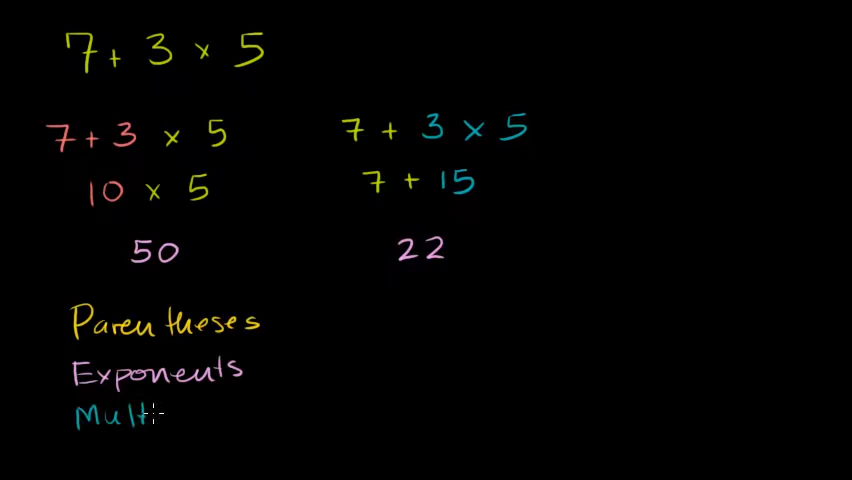 7 + 3 × 5
7 + 3 × 5
10 × 5
50
7 + 3 × 5
7 + 15
22
Parentheses
Exponents
Mult